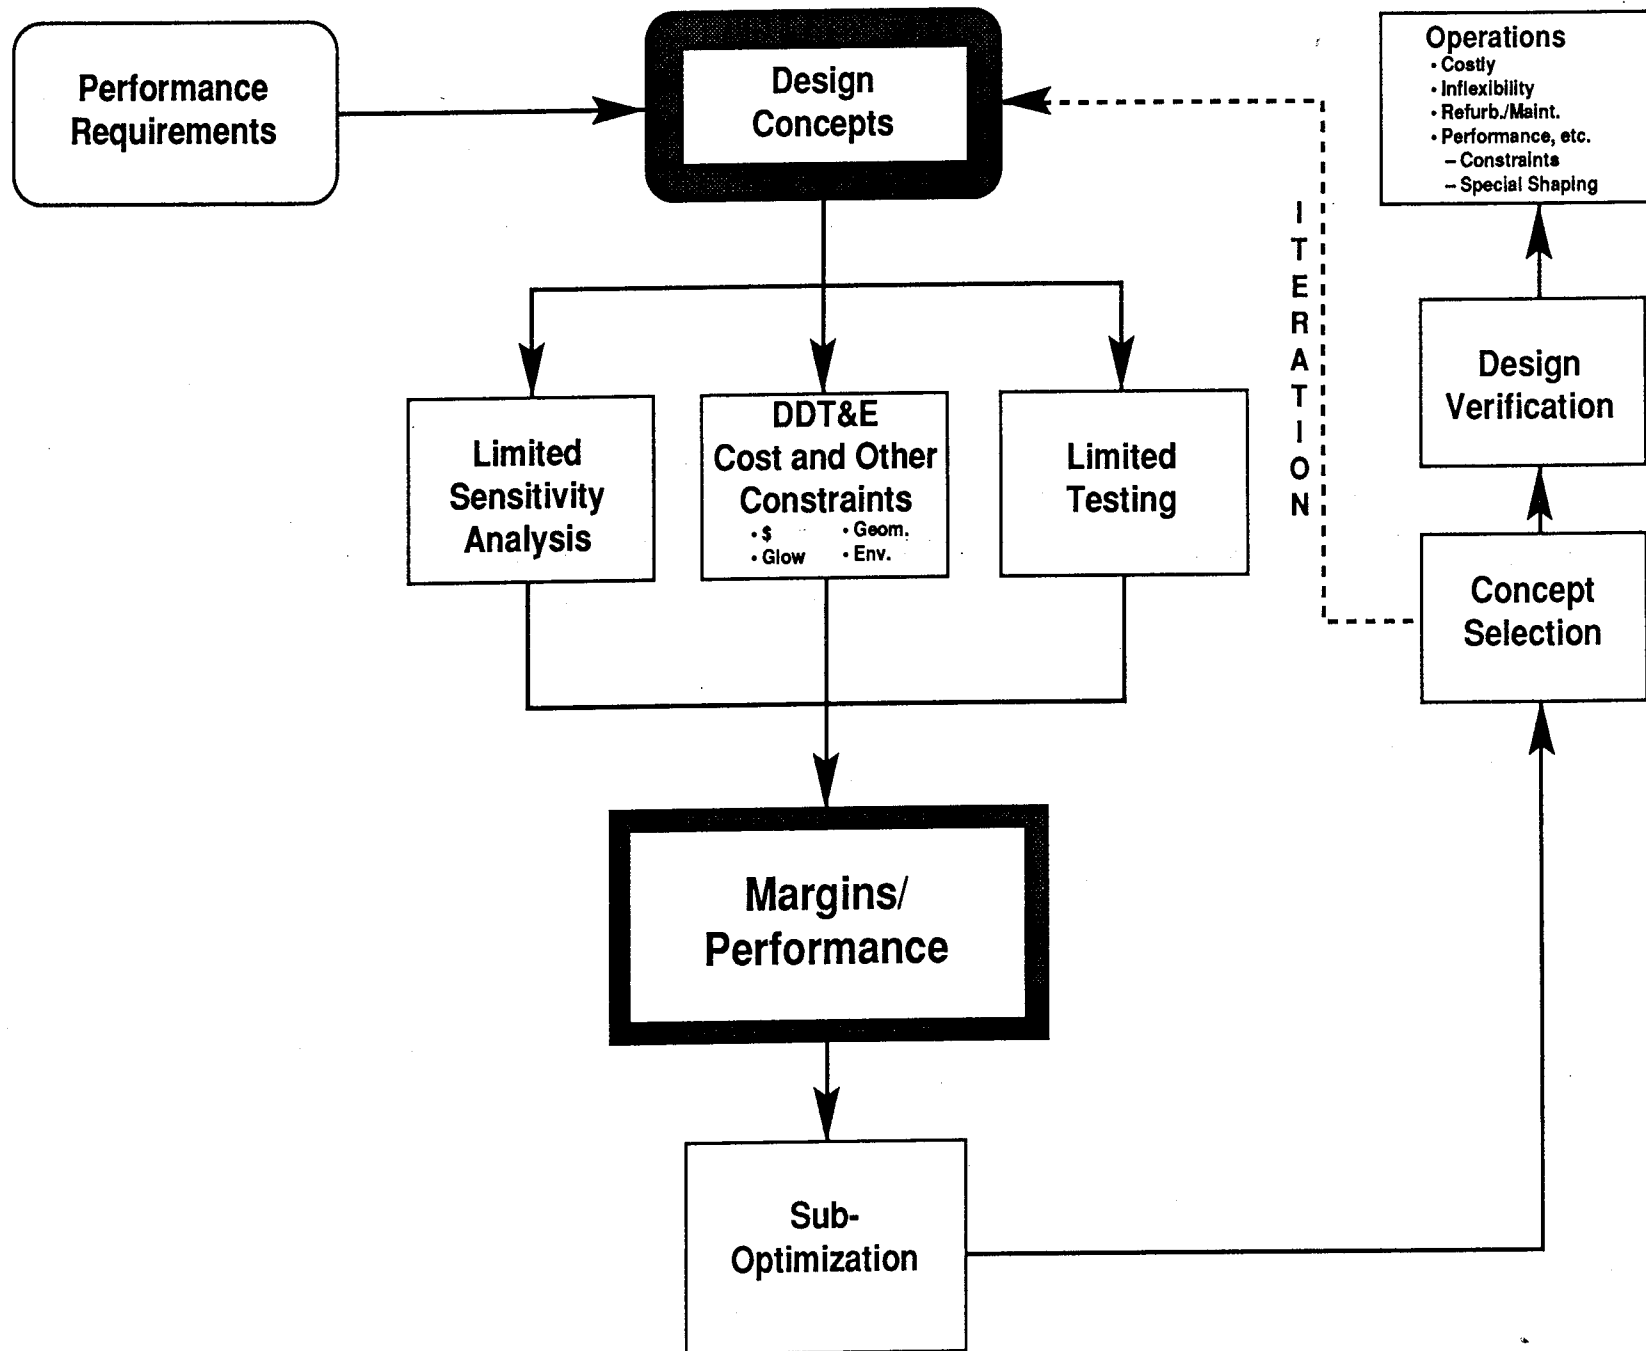 Performance
Requirements
Design
Concepts
Operations
• Costly
• Inflexibility
• Refurb./Maint.
• Performance, etc.
– Constraints
– Special Shaping
ITERATION
Limited
Sensitivity
Analysis
DDT&E
Cost and Other
Constraints
• $ • Geom.
• Glow • Env.
Limited
Testing
Design
Verification
Concept
Selection
Margins/
Performance
Sub-
Optimization